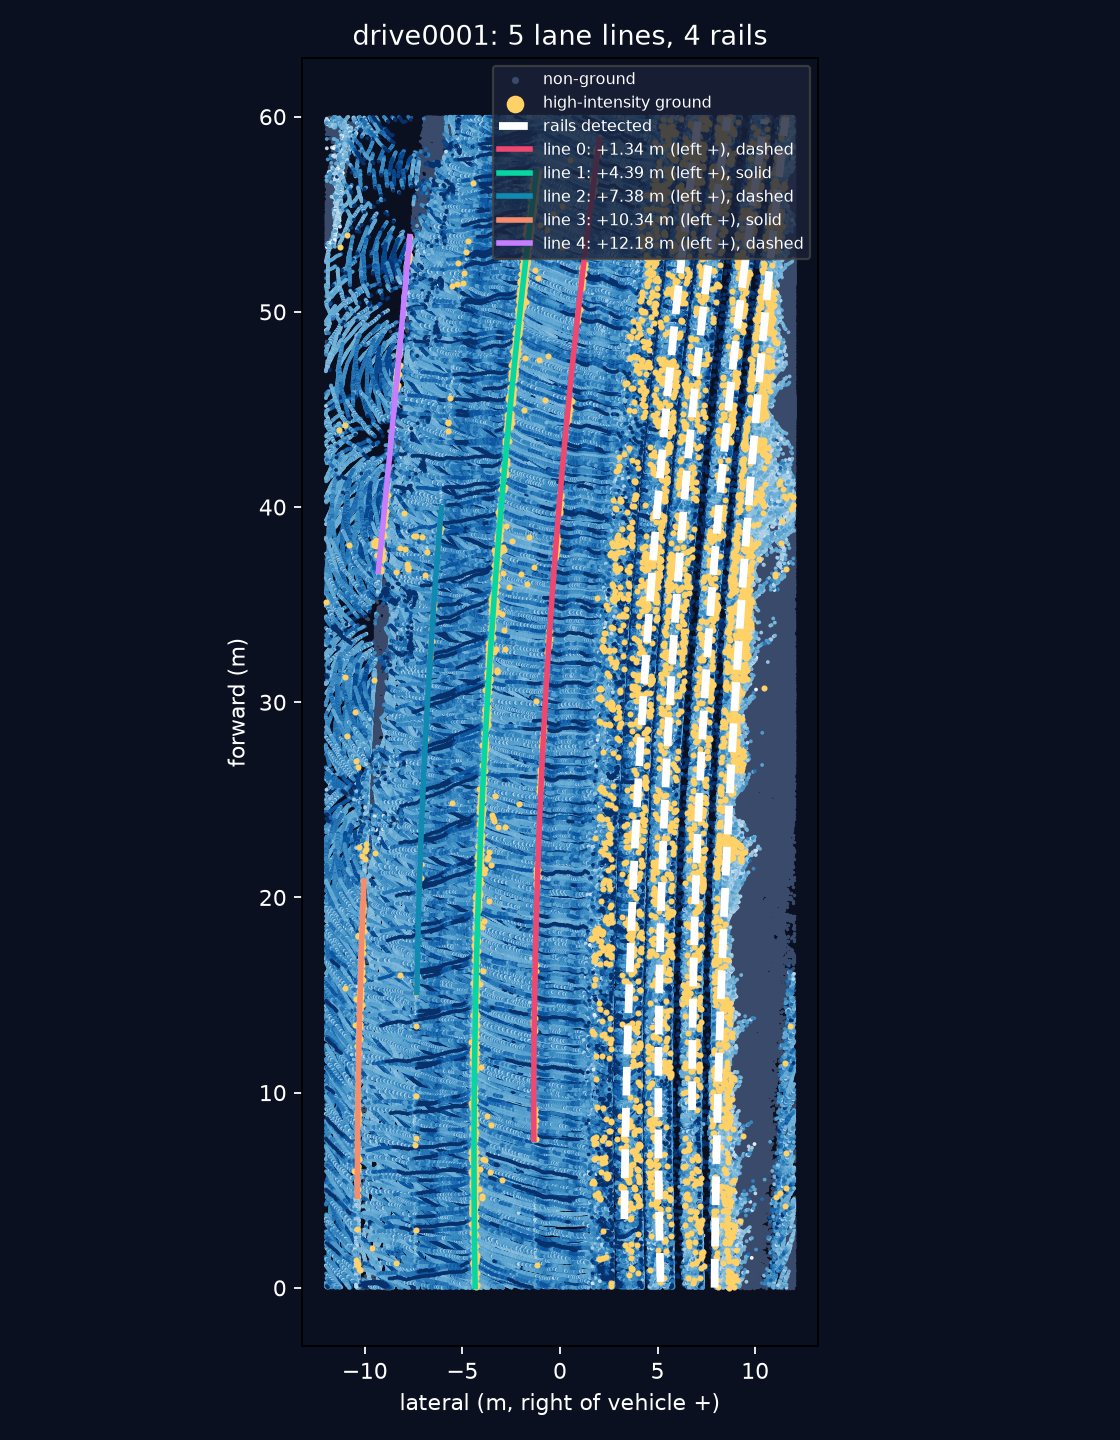 drive0001: 5 lane lines, 4 rails
non-ground
high-intensity ground
rails detected
line 0: +1.34 m (left +), dashed
line 1: +4.39 m (left +), solid
line 2: +7.38 m (left +), dashed
line 3: +10.34 m (left +), solid
line 4: +12.18 m (left +), dashed
60
50
40
30
20
10
0
forward (m)
−10 −5 0 5 10
lateral (m, right of vehicle +)